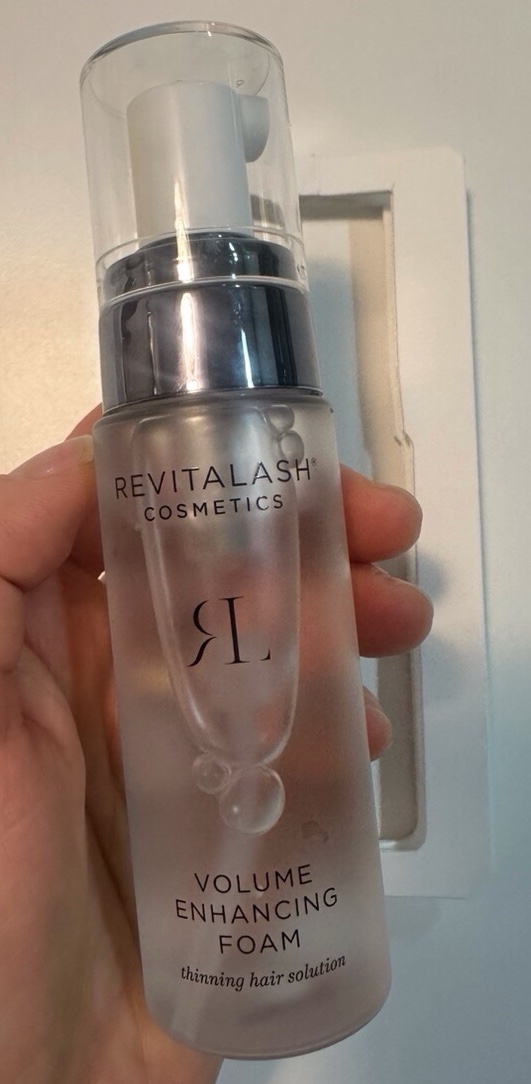 REVITALASH®
COSMETICS
RL
VOLUME
ENHANCING
FOAM
thinning hair solution